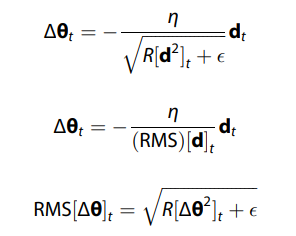 Δθ_t = − η / √(R[d²]_t + ϵ) d_t
Δθ_t = − η / (RMS)[d]_t d_t
RMS[Δθ]_t = √(R[Δθ²]_t + ϵ)